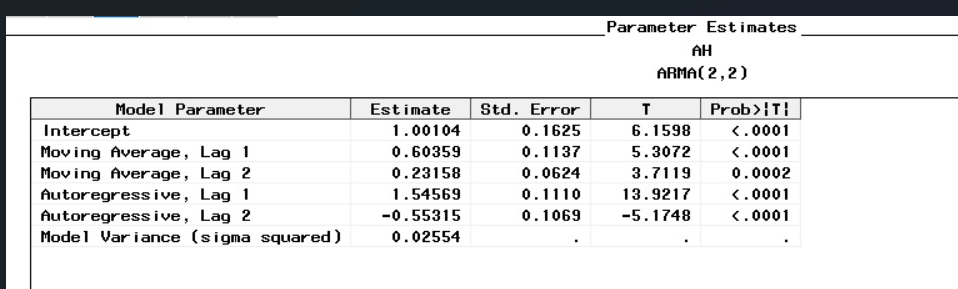 Parameter Estimates
AH
ARMA(2,2)
Model Parameter Estimate Std. Error T Prob>|T|
Intercept 1.00104 0.1625 6.1598 <.0001
Moving Average, Lag 1 0.60359 0.1137 5.3072 <.0001
Moving Average, Lag 2 0.23158 0.0624 3.7119 0.0002
Autoregressive, Lag 1 1.54569 0.1110 13.9217 <.0001
Autoregressive, Lag 2 -0.55315 0.1069 -5.1748 <.0001
Model Variance (sigma squared) 0.02554 . . .